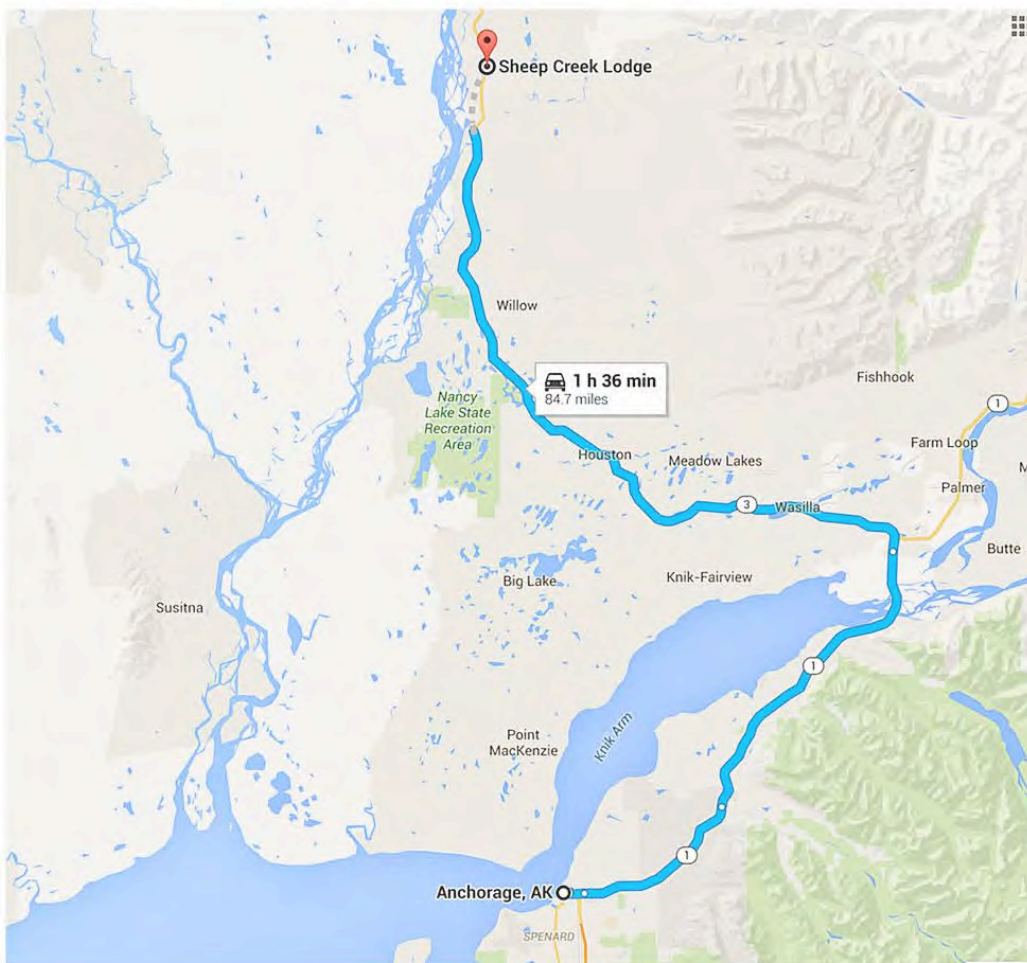 Sheep Creek Lodge
Willow
1 h 36 min
84.7 miles
Fishhook
Nancy
Lake State
Recreation
Area
1
Farm Loop
Houston
Meadow Lakes
Palmer
M
3
Wasilla
Butte
Big Lake
Knik-Fairview
Susitna
1
Point
MacKenzie
Knik Arm
1
Anchorage, AK
SPENARD